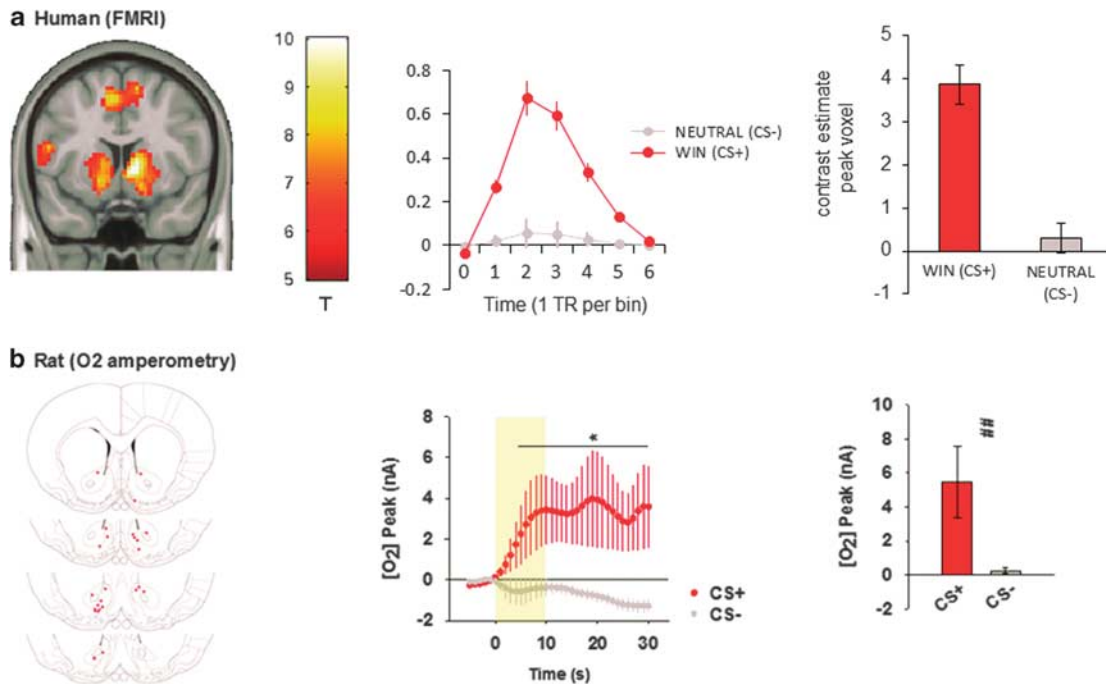 a Human (FMRI)
10
9
8
7
6
5
T
0.8
0.6
0.4
0.2
0
-0.2
0 1 2 3 4 5 6
Time (1 TR per bin)
NEUTRAL (CS-)
WIN (CS+)
contrast estimate
peak voxel
5
4
3
2
1
0
-1
WIN (CS+)
NEUTRAL
(CS-)
b Rat (O2 amperometry)
[O₂] Peak (nA)
8
6
4
2
0
-2
*
0 10 20 30
Time (s)
CS+
CS-
[O₂] Peak (nA)
10
8
6
4
2
0
-2
##
CS+
CS-